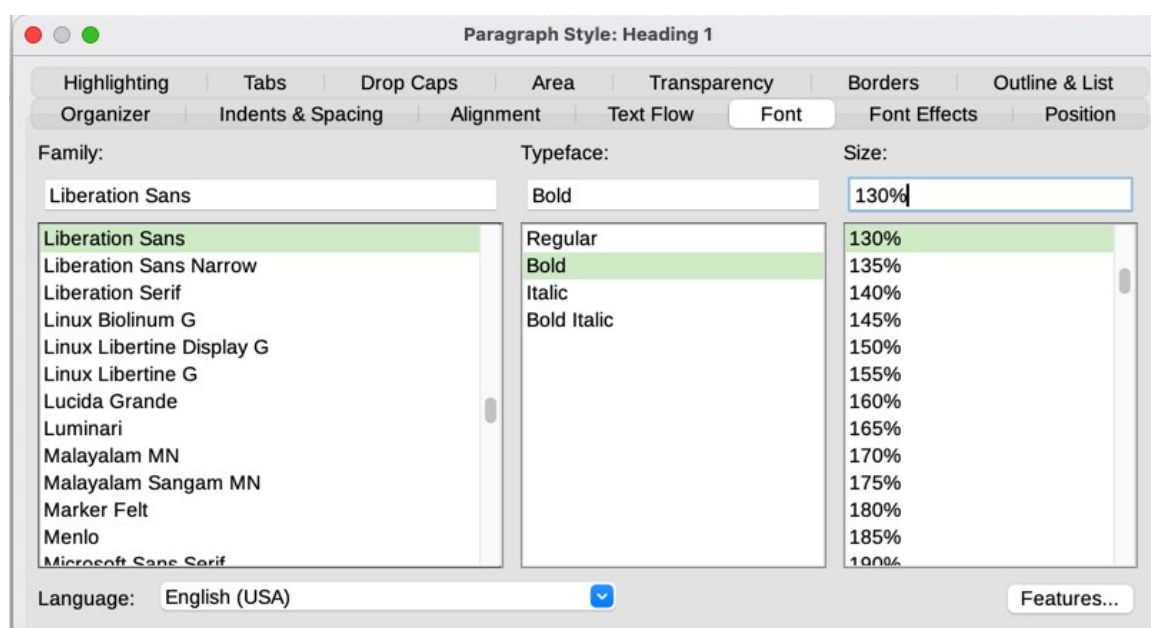 Paragraph Style: Heading 1
Highlighting Tabs Drop Caps Area Transparency Borders Outline & List
Organizer Indents & Spacing Alignment Text Flow Font Font Effects Position
Family: Typeface: Size:
Liberation Sans Bold 130%
Liberation Sans Regular 130%
Liberation Sans Narrow Bold 135%
Liberation Serif Italic 140%
Linux Biolinum G Bold Italic 145%
Linux Libertine Display G 150%
Linux Libertine G 155%
Lucida Grande 160%
Luminari 165%
Malayalam MN 170%
Malayalam Sangam MN 175%
Marker Felt 180%
Menlo 185%
Microsoft Sans Serif 190%
Language: English (USA) Features...